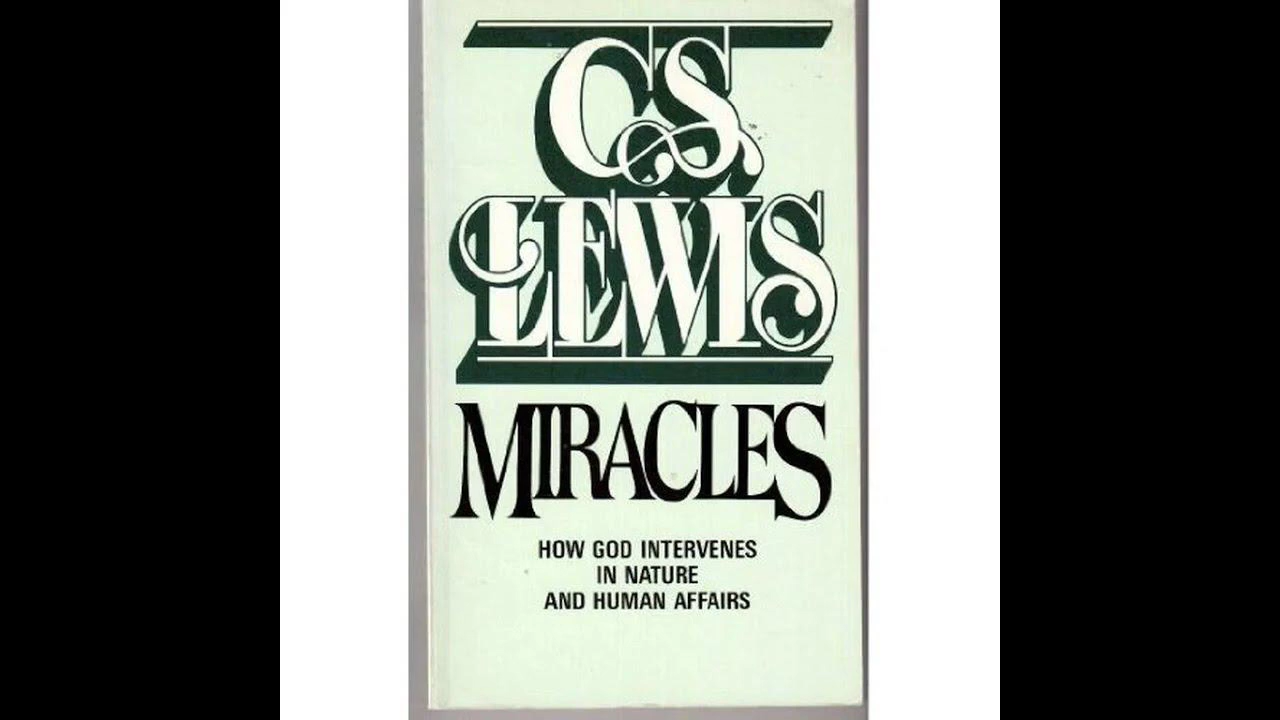 C.S.
LEWIS
MIRACLES
HOW GOD INTERVENES
IN NATURE
AND HUMAN AFFAIRS